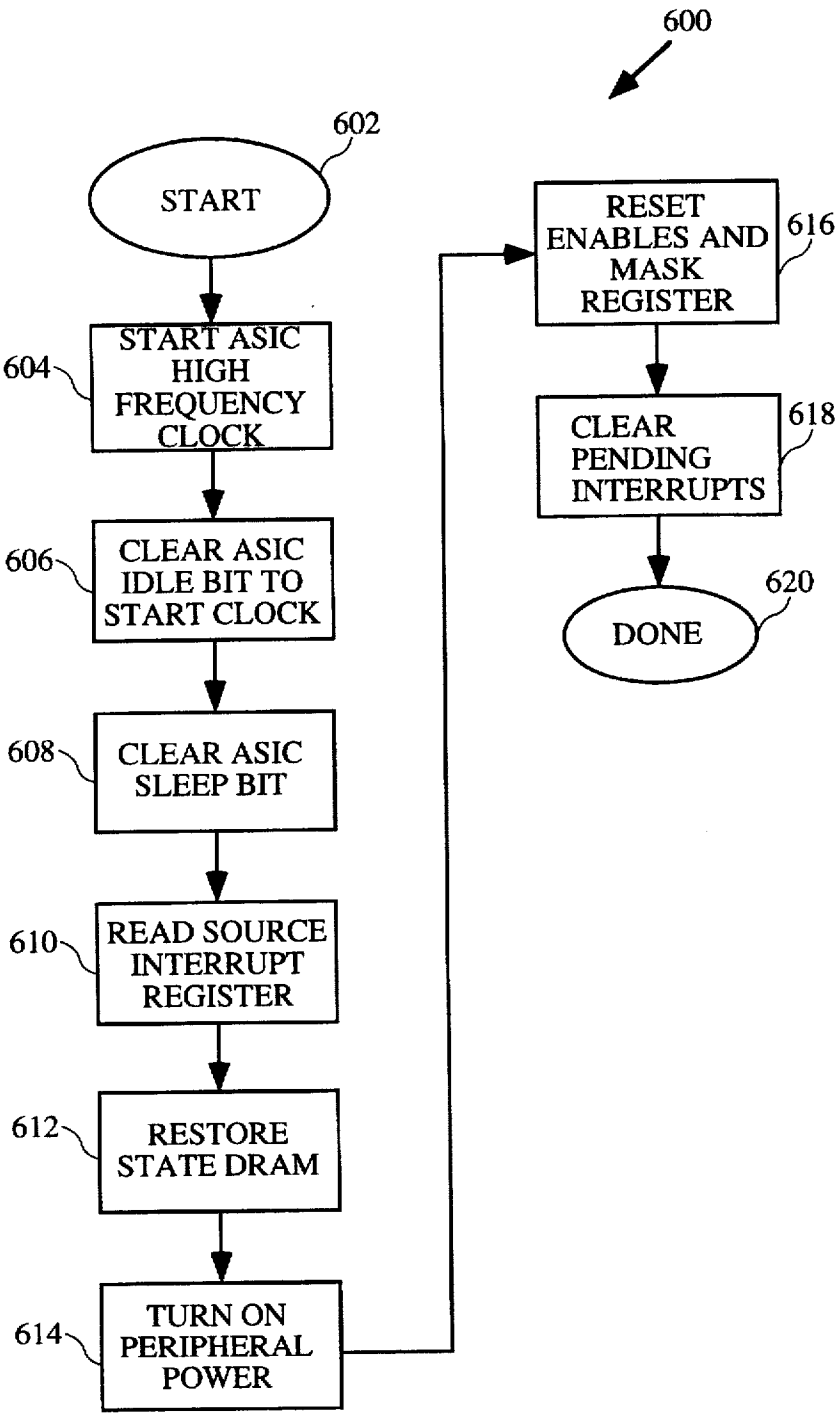 600
602
START
604
START ASIC
HIGH
FREQUENCY
CLOCK
606
CLEAR ASIC
IDLE BIT TO
START CLOCK
608
CLEAR ASIC
SLEEP BIT
610
READ SOURCE
INTERRUPT
REGISTER
612
RESTORE
STATE DRAM
614
TURN ON
PERIPHERAL
POWER
RESET
ENABLES AND
MASK
REGISTER
616
CLEAR
PENDING
INTERRUPTS
618
620
DONE